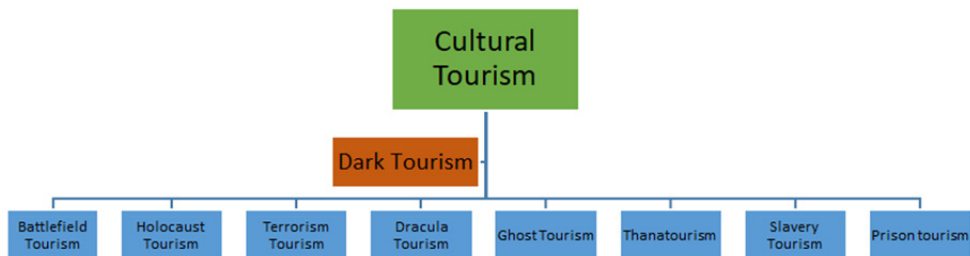 Cultural
Tourism
Dark Tourism
Battlefield
Tourism
Holocaust
Tourism
Terrorism
Tourism
Dracula
Tourism
Ghost Tourism
Thanatourism
Slavery
Tourism
Prison tourism